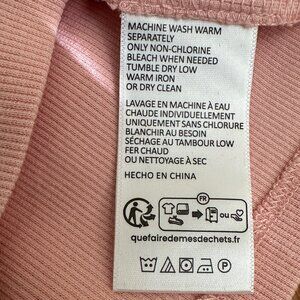 MACHINE WASH WARM
SEPARATELY
ONLY NON-CHLORINE
BLEACH WHEN NEEDED
TUMBLE DRY LOW
WARM IRON
OR DRY CLEAN
LAVAGE EN MACHINE À EAU
CHAUDE INDIVIDUELLEMENT
UNIQUEMENT SANS CHLORURE
BLANCHIR AU BESOIN
SÉCHAGE AU TAMBOUR LOW
FER CHAUD
OU NETTOYAGE À SEC
HECHO EN CHINA
FR
OU
quefairedemesdechets.fr
P